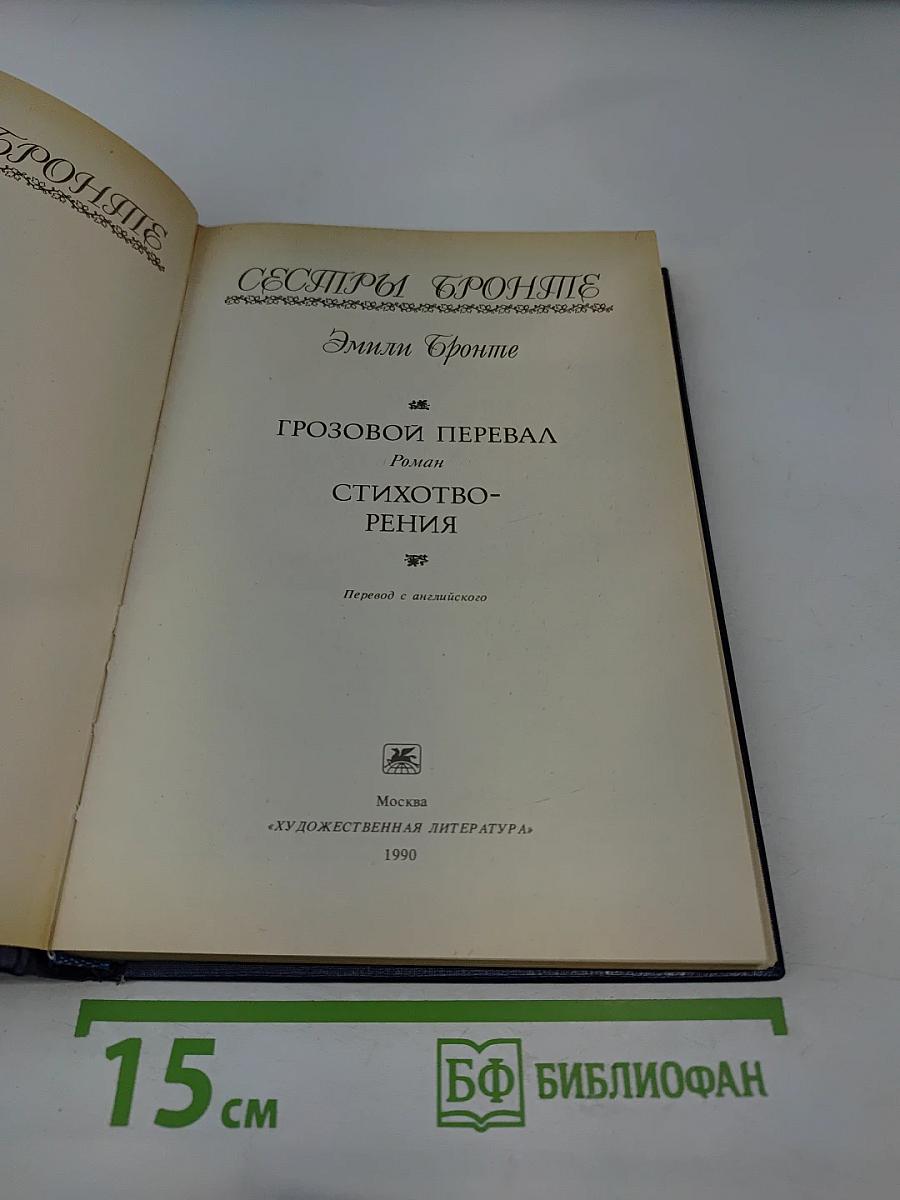 БРОНТЕ
СЕСТРЫ БРОНТЕ
Эмили Бронте
ГРОЗОВОЙ ПЕРЕВАЛ
Роман
СТИХОТВО-
РЕНИЯ
Перевод с английского
Москва
«ХУДОЖЕСТВЕННАЯ ЛИТЕРАТУРА»
1990
15 см
БФ БИБЛИОФАН